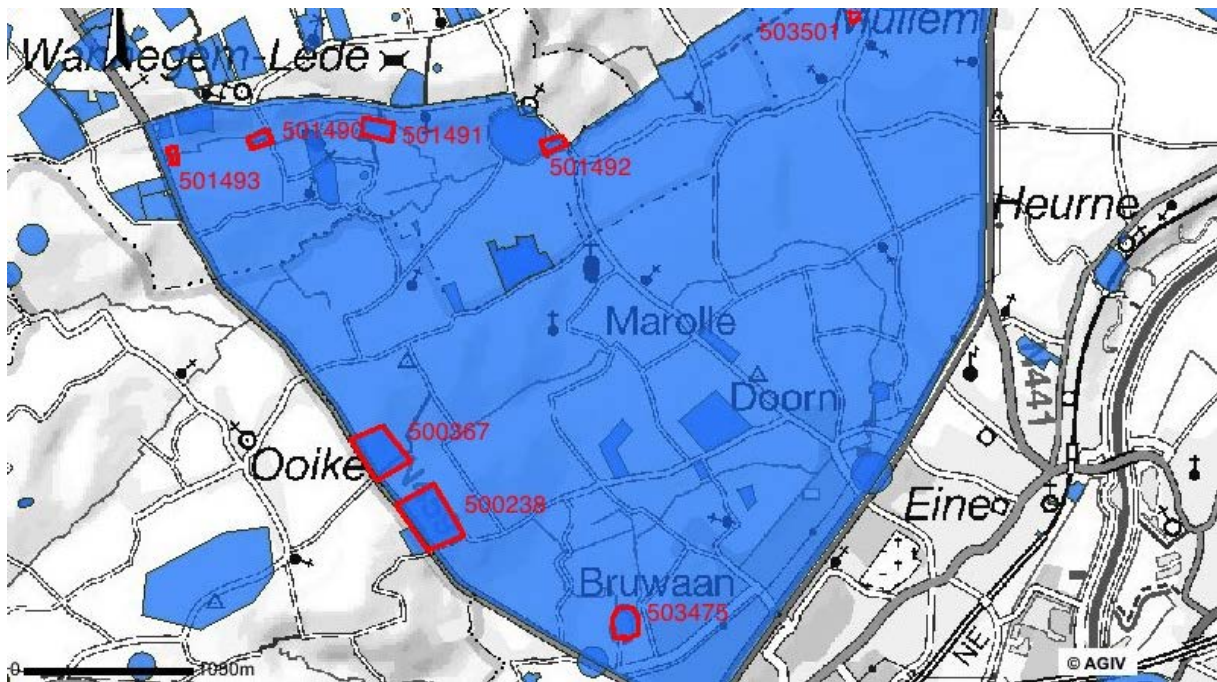 503501
Mullem
Wannegem-Lede
501490
501491
501492
501493
Heurne
Marolle
Doorn
N441
500367
Ooike
500238
Eine
Bruwaan
503475
NE
0
1000m
© AGIV